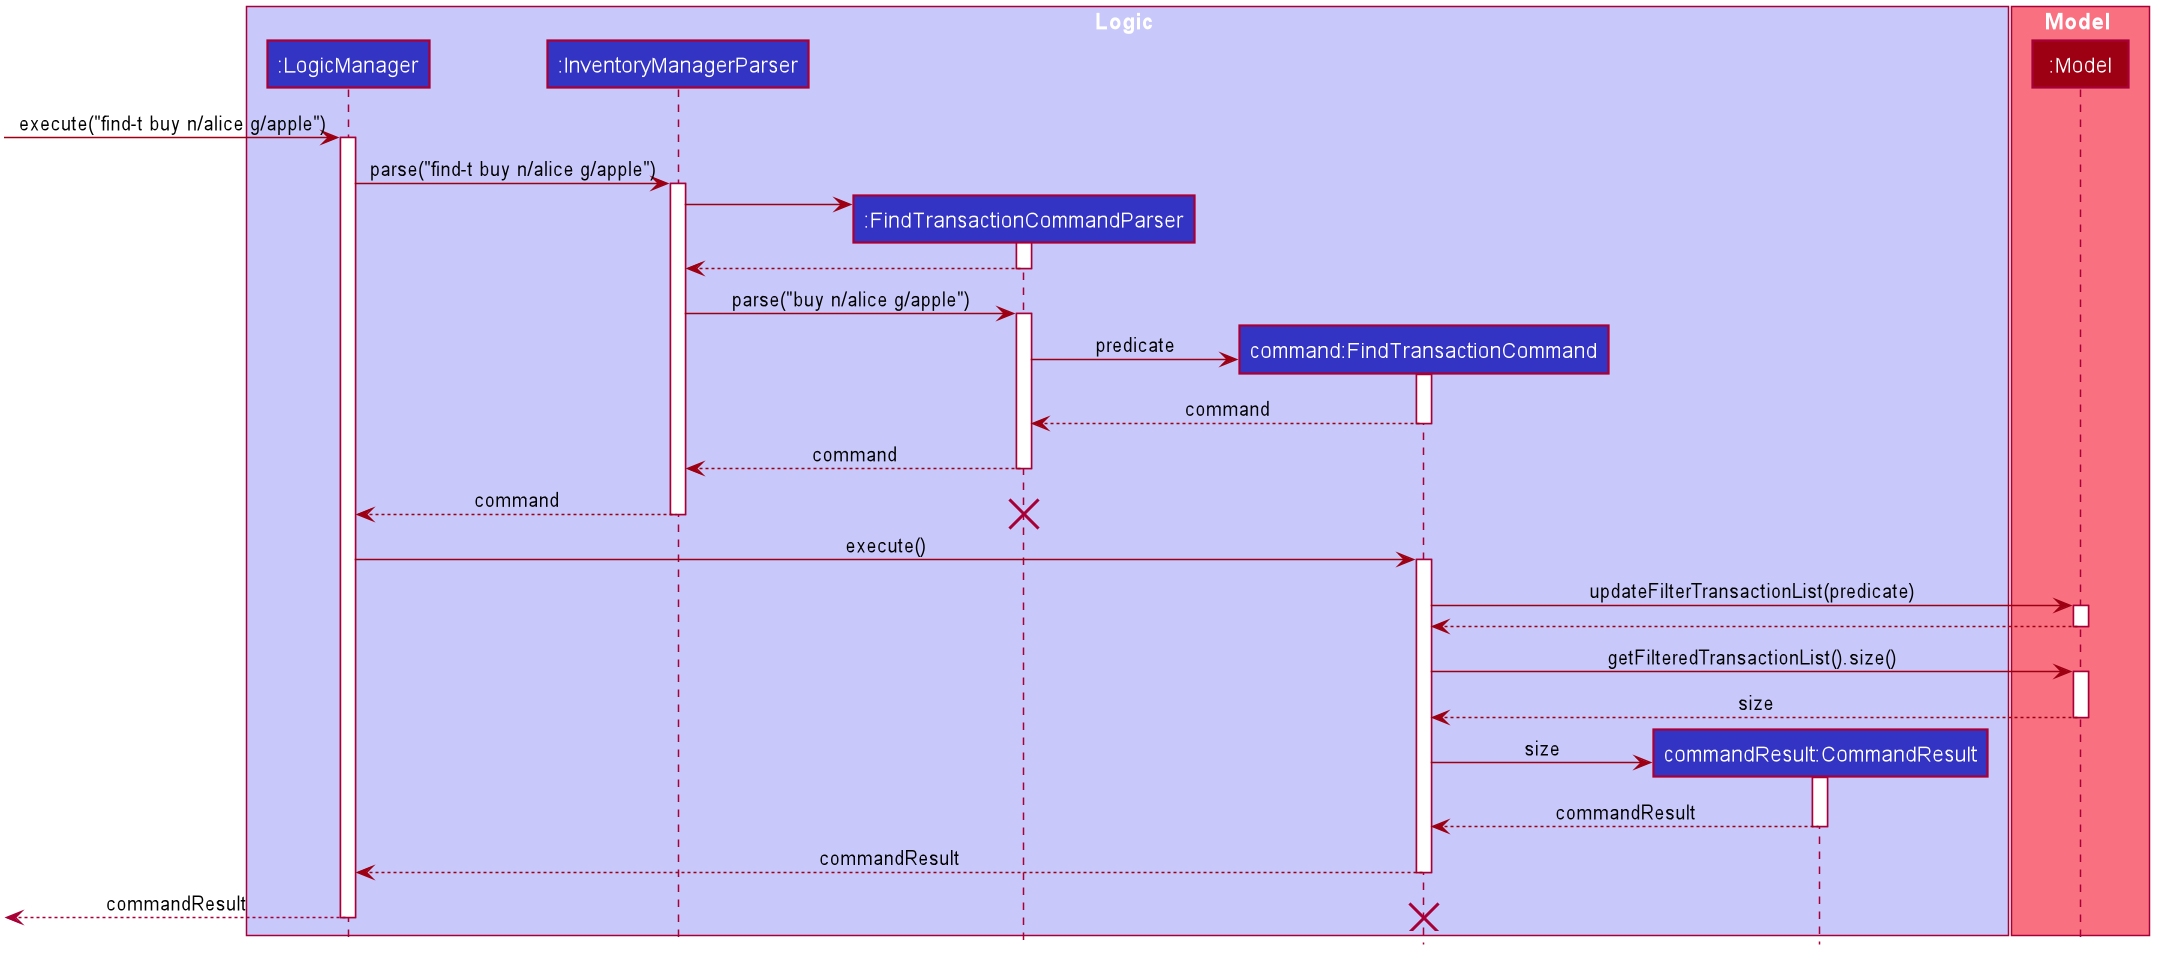 Logic
Model
:LogicManager
:InventoryManagerParser
:Model
execute("find-t buy n/alice g/apple")
parse("find-t buy n/alice g/apple")
:FindTransactionCommandParser
parse("buy n/alice g/apple")
predicate
command:FindTransactionCommand
command
command
command
execute()
updateFilterTransactionList(predicate)
getFilteredTransactionList().size()
size
size
commandResult:CommandResult
commandResult
commandResult
commandResult